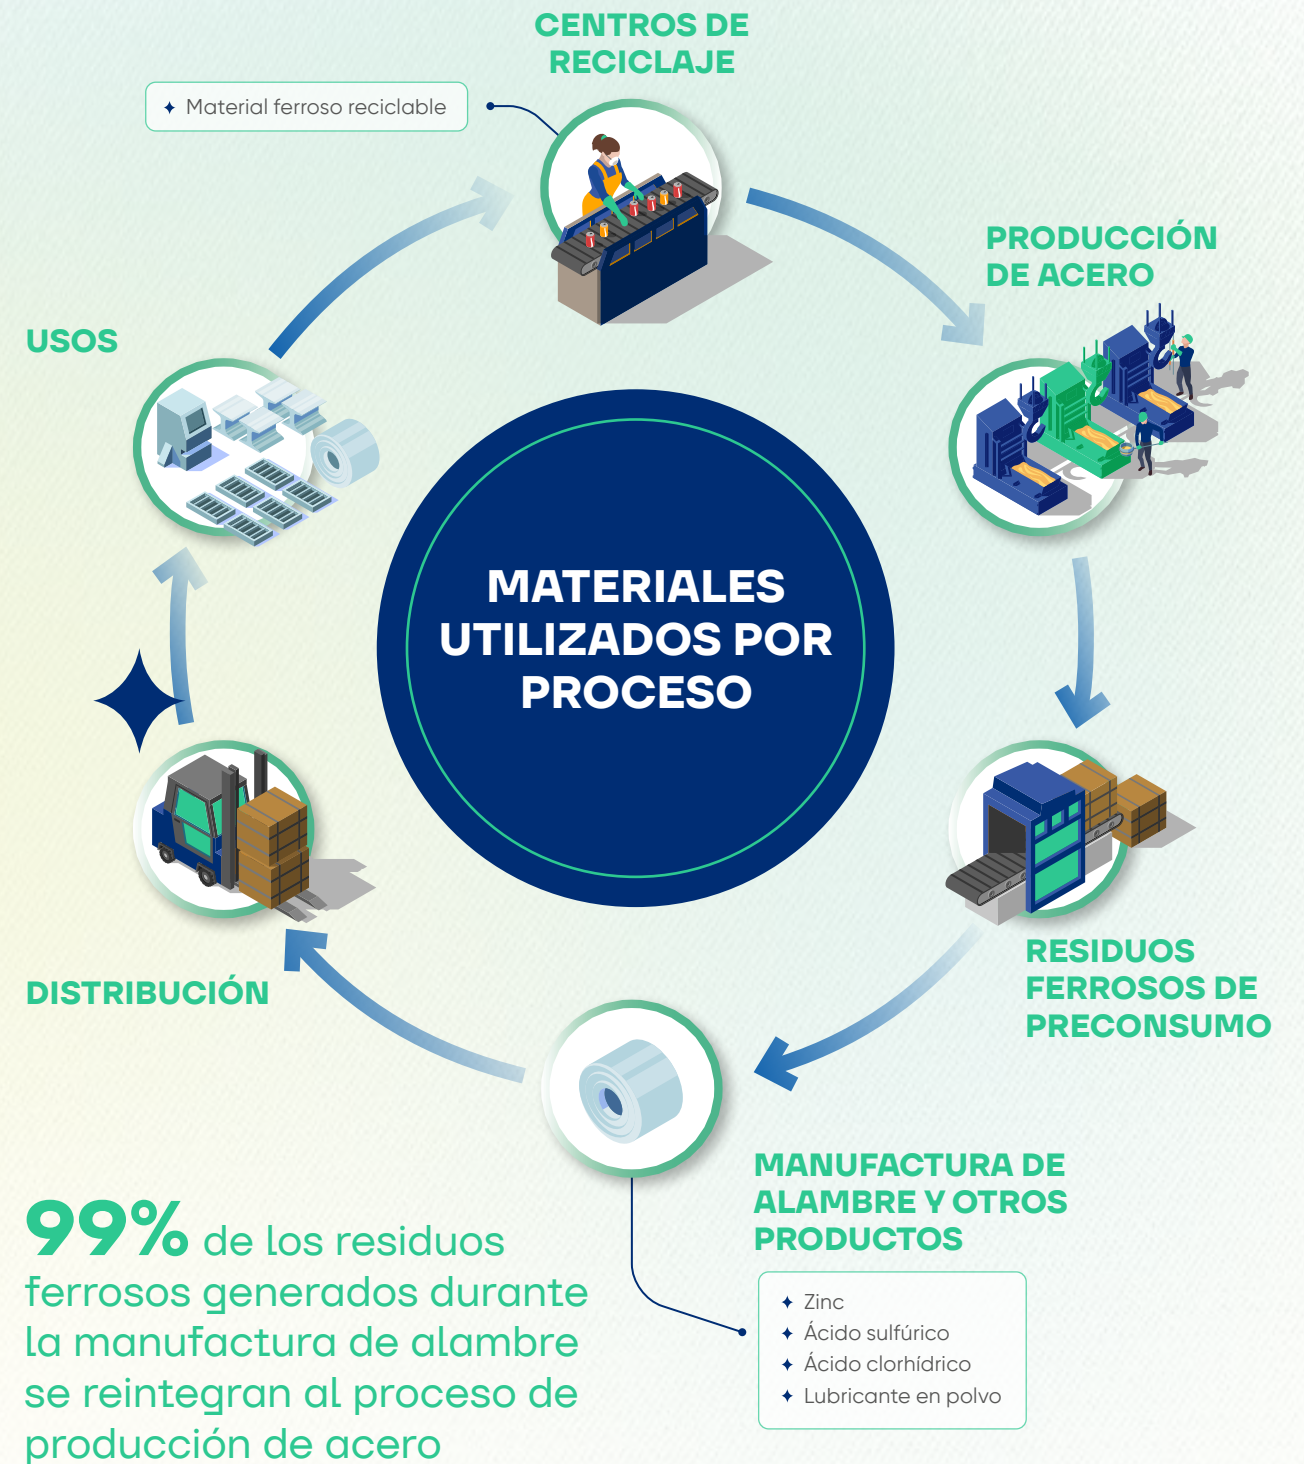 CENTROS DE
RECICLAJE
Material ferroso reciclable
PRODUCCIÓN
DE ACERO
USOS
MATERIALES
UTILIZADOS POR
PROCESO
RESIDUOS
FERROSOS DE
PRECONSUMO
DISTRIBUCIÓN
MANUFACTURA DE
ALAMBRE Y OTROS
PRODUCTOS
Zinc
Ácido sulfúrico
Ácido clorhídrico
Lubricante en polvo
99% de los residuos
ferrosos generados durante
la manufactura de alambre
se reintegran al proceso de
producción de acero